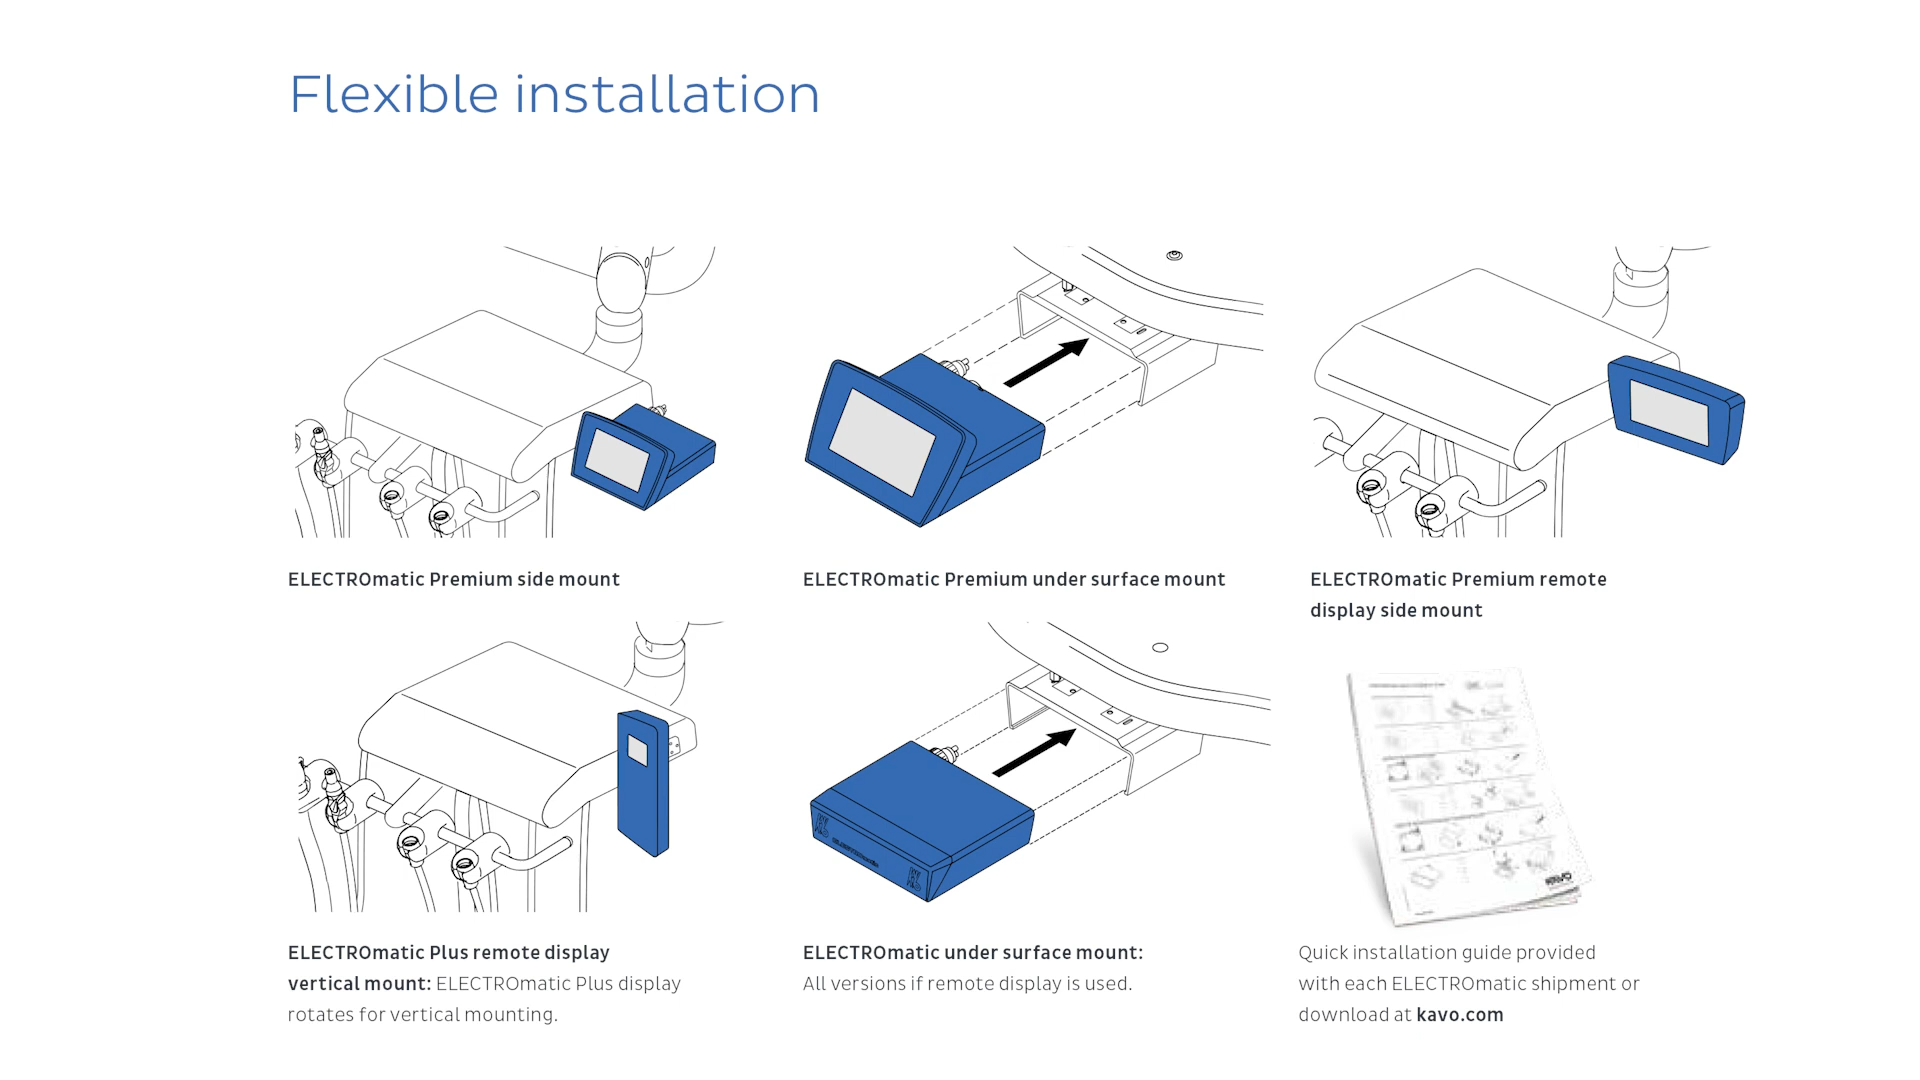 Flexible installation
ELECTROmatic Premium side mount
ELECTROmatic Premium under surface mount
ELECTROmatic Premium remote
display side mount
ELECTROmatic Plus remote display
vertical mount: ELECTROmatic Plus display
rotates for vertical mounting.
ELECTROmatic under surface mount:
All versions if remote display is used.
KAVO
Quick installation guide provided
with each ELECTROmatic shipment or
download at kavo.com